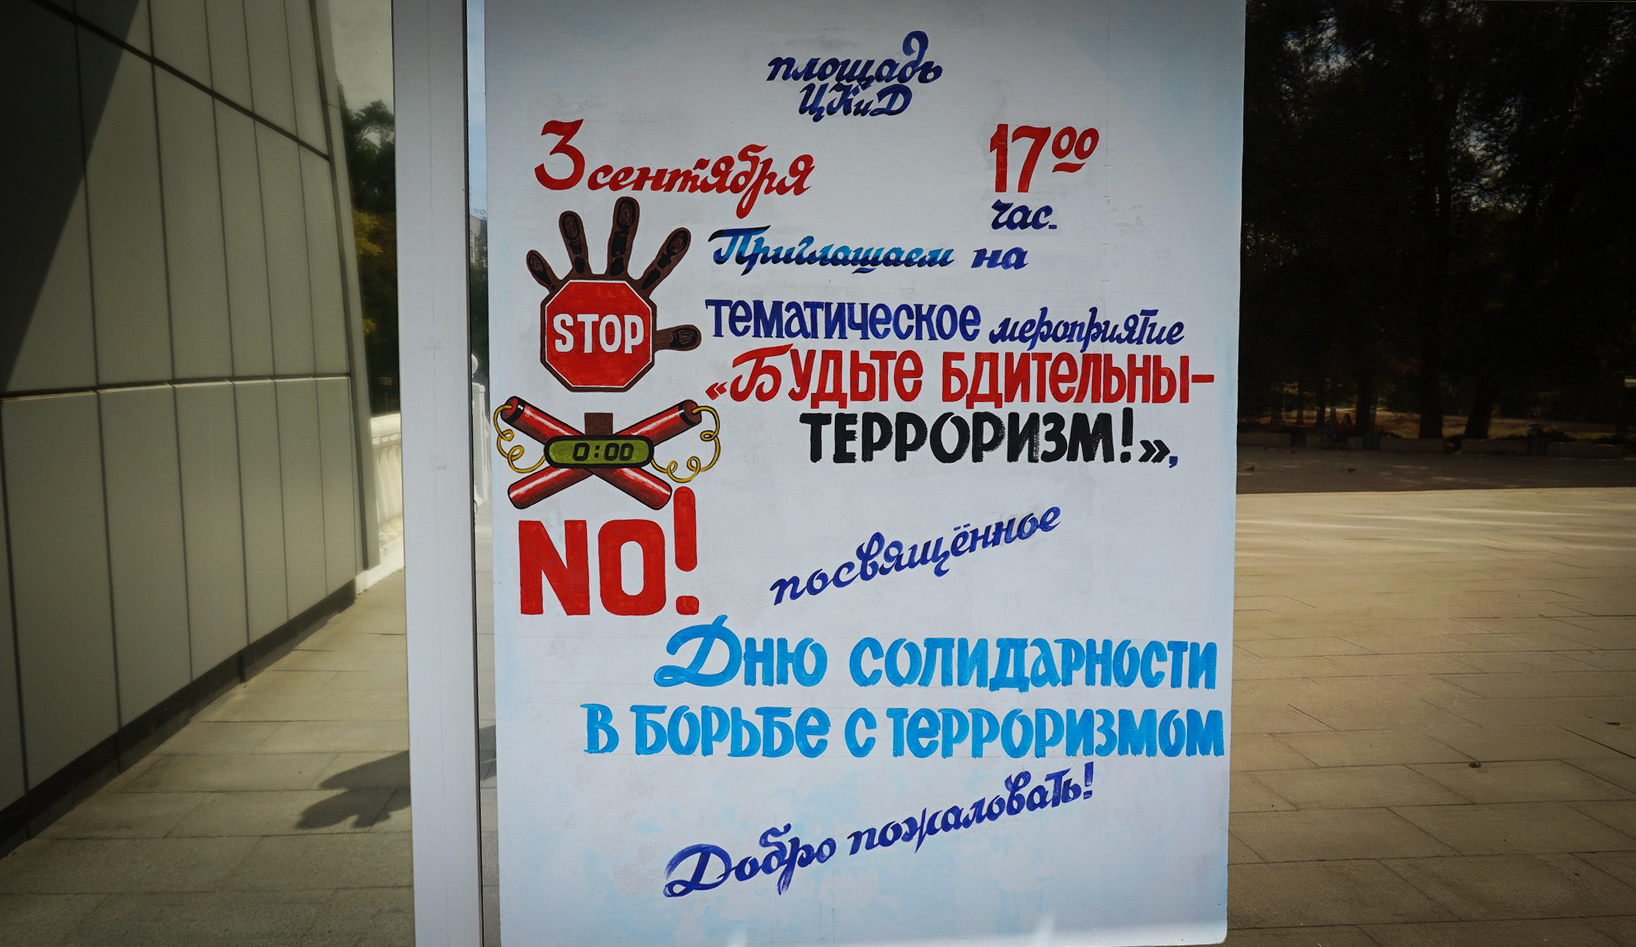 площадь
ЦКиД
3 сентября 17⁰⁰
час.
Приглашаем на
STOP
тематическое мероприятие
«Будьте бдительны-
ТЕРРОРИЗМ!»,
0:00
NO!
посвящённое
Дню солидарности
в борьбе с терроризмом
Добро пожаловать!